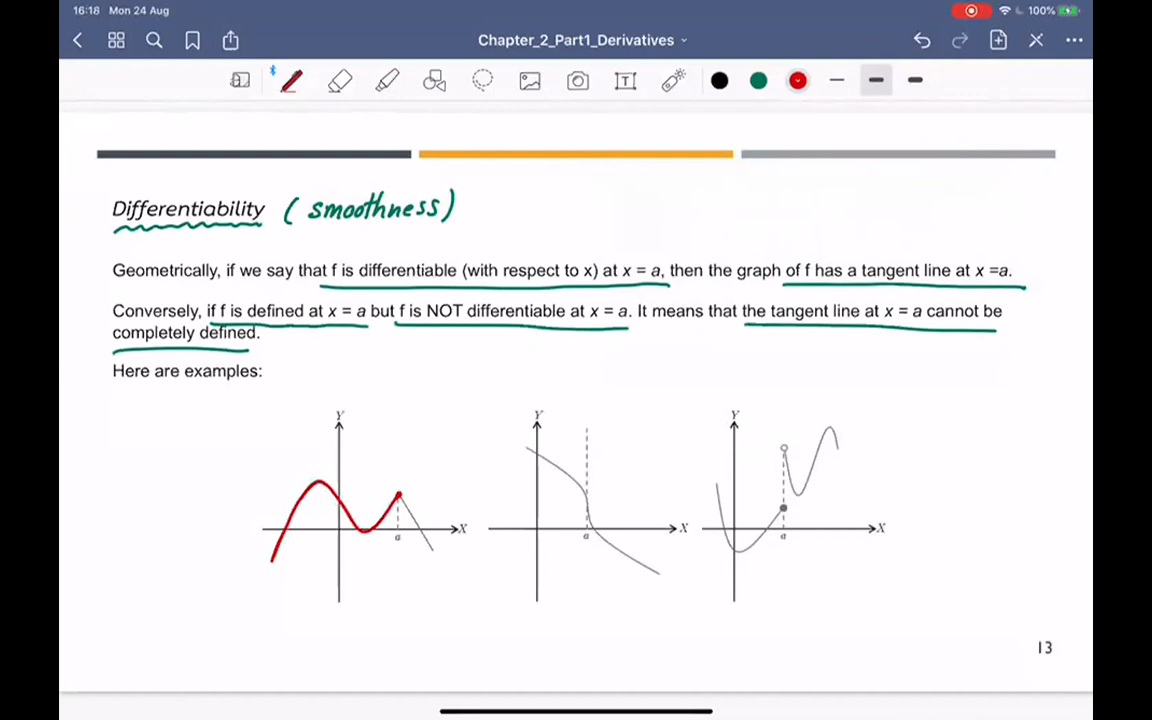 16:18 Mon 24 Aug
100%
Chapter_2_Part1_Derivatives
T
Differentiability (smoothness)
Geometrically, if we say that f is differentiable (with respect to x) at x = a, then the graph of f has a tangent line at x =a.
Conversely, if f is defined at x = a but f is NOT differentiable at x = a. It means that the tangent line at x = a cannot be
completely defined.
Here are examples:
Y Y Y
X X X
a a a
13